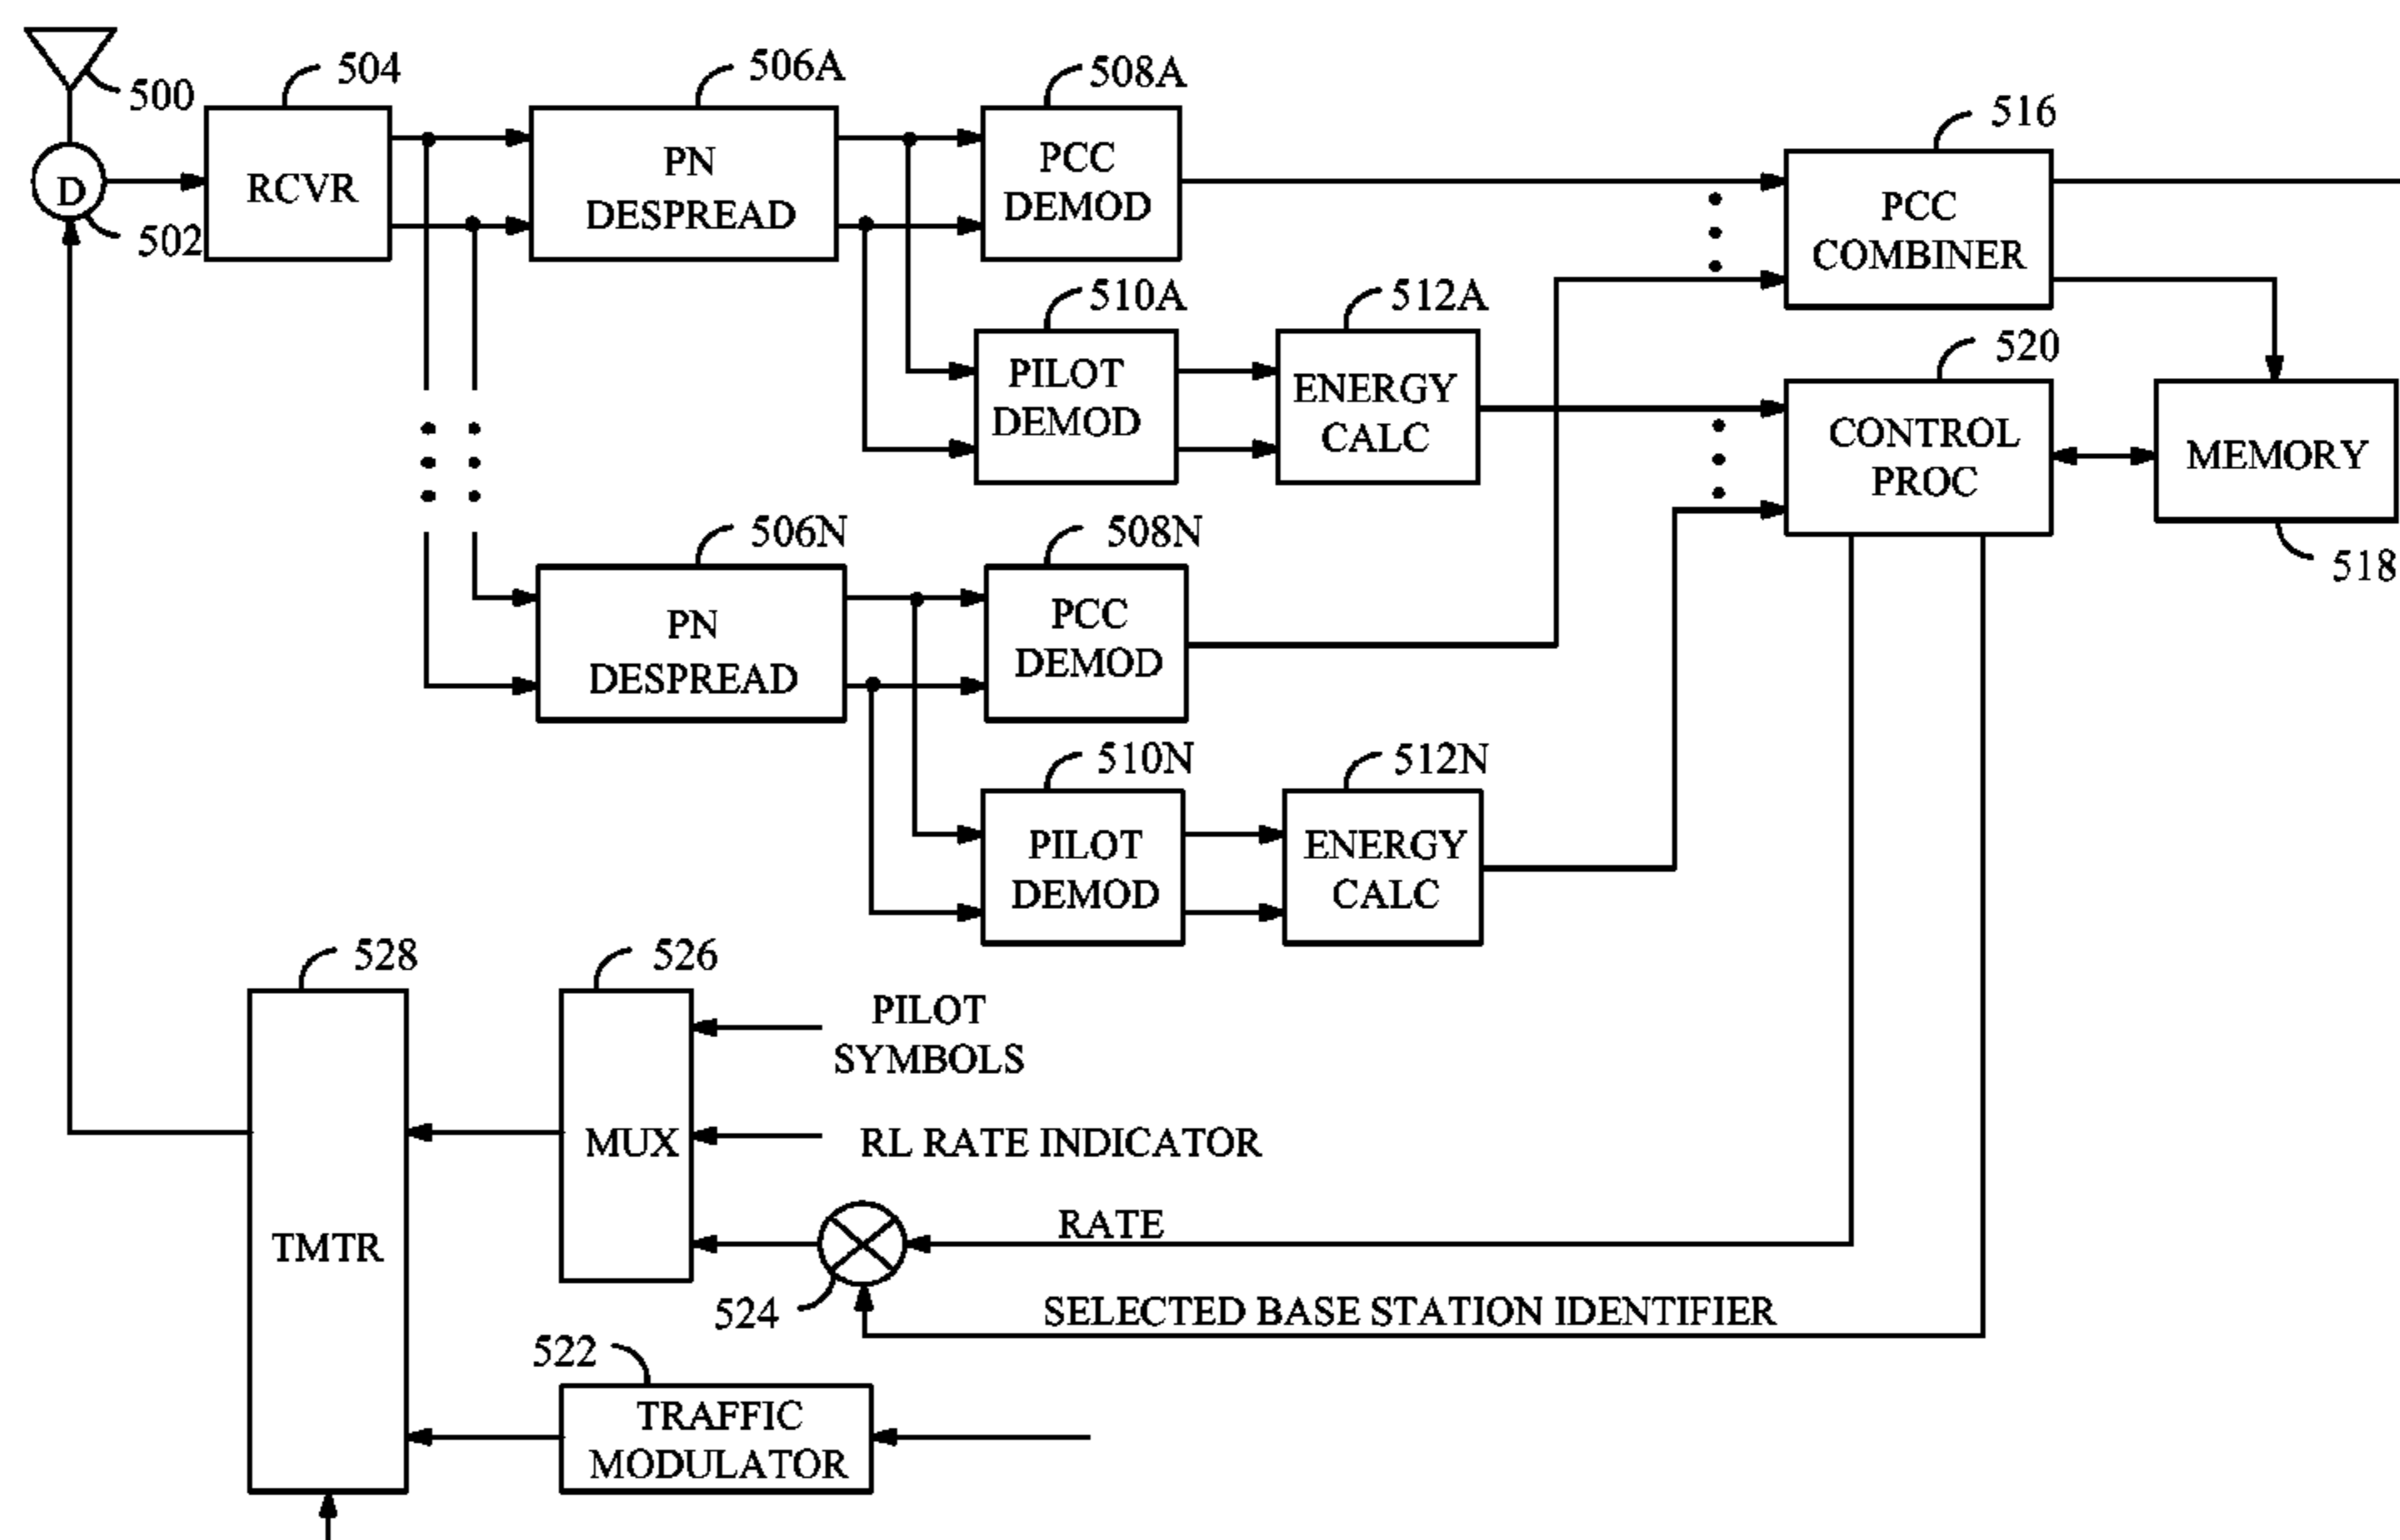 500
D
502
504
RCVR
506A
PN
DESPREAD
508A
PCC
DEMOD
510A
PILOT
DEMOD
512A
ENERGY
CALC
516
PCC
COMBINER
520
CONTROL
PROC
MEMORY
518
506N
PN
DESPREAD
508N
PCC
DEMOD
510N
PILOT
DEMOD
512N
ENERGY
CALC
528
TMTR
526
MUX
PILOT
SYMBOLS
RL RATE INDICATOR
RATE
524
SELECTED BASE STATION IDENTIFIER
522
TRAFFIC
MODULATOR